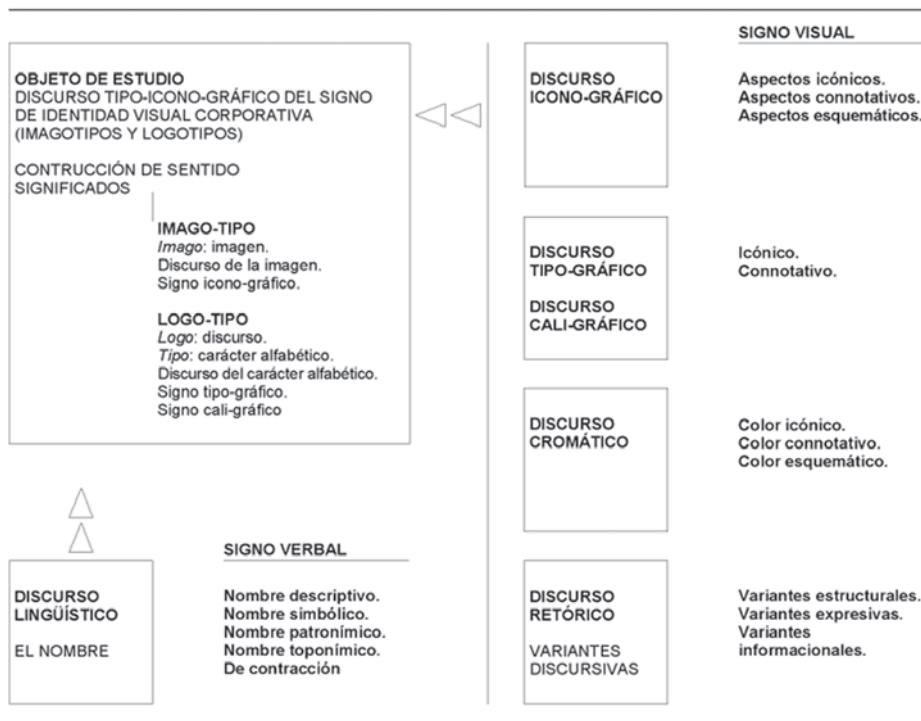 OBJETO DE ESTUDIO
DISCURSO TIPO-ICONO-GRÁFICO DEL SIGNO
DE IDENTIDAD VISUAL CORPORATIVA
(IMAGOTIPOS Y LOGOTIPOS)
CONTRUCCIÓN DE SENTIDO
SIGNIFICADOS
IMAGO-TIPO
Imago: imagen.
Discurso de la imagen.
Signo icono-gráfico.
LOGO-TIPO
Logo: discurso.
Tipo: carácter alfabético.
Discurso del carácter alfabético.
Signo tipo-gráfico.
Signo cali-gráfico
DISCURSO
LINGÜÍSTICO
EL NOMBRE
SIGNO VERBAL
Nombre descriptivo.
Nombre simbólico.
Nombre patronímico.
Nombre toponímico.
De contracción
SIGNO VISUAL
DISCURSO
ICONO-GRÁFICO
Aspectos icónicos.
Aspectos connotativos.
Aspectos esquemáticos.
DISCURSO
TIPO-GRÁFICO
DISCURSO
CALI-GRÁFICO
Icónico.
Connotativo.
DISCURSO
CROMÁTICO
Color icónico.
Color connotativo.
Color esquemático.
DISCURSO
RETÓRICO
VARIANTES
DISCURSIVAS
Variantes estructurales.
Variantes expresivas.
Variantes
informacionales.